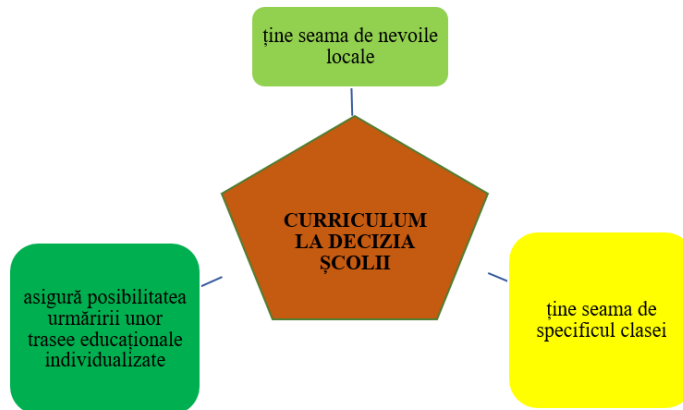 ține seama de nevoile
locale
CURRICULUM
LA DECIZIA
ȘCOLII
asigură posibilitatea
urmăririi unor
trasee educaționale
individualizate
ține seama de
specificul clasei